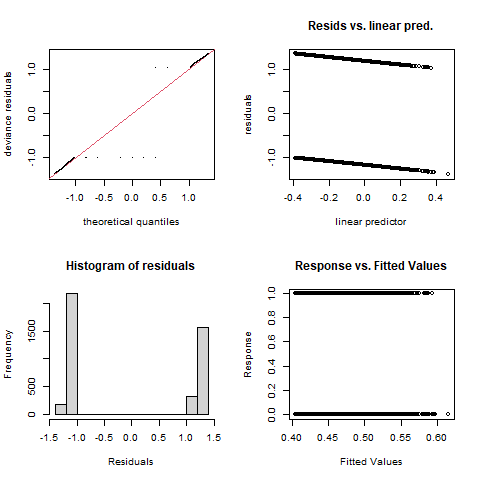 deviance residuals
-1.0 0.0 1.0
-1.0 -0.5 0.0 0.5 1.0
theoretical quantiles
Resids vs. linear pred.
residuals
-1.0 0.0 1.0
-0.4 -0.2 0.0 0.2 0.4
linear predictor
Histogram of residuals
Frequency
0 500 1500
-1.5 -1.0 -0.5 0.0 0.5 1.0 1.5
Residuals
Response vs. Fitted Values
Response
0.0 0.2 0.4 0.6 0.8 1.0
0.40 0.45 0.50 0.55 0.60
Fitted Values